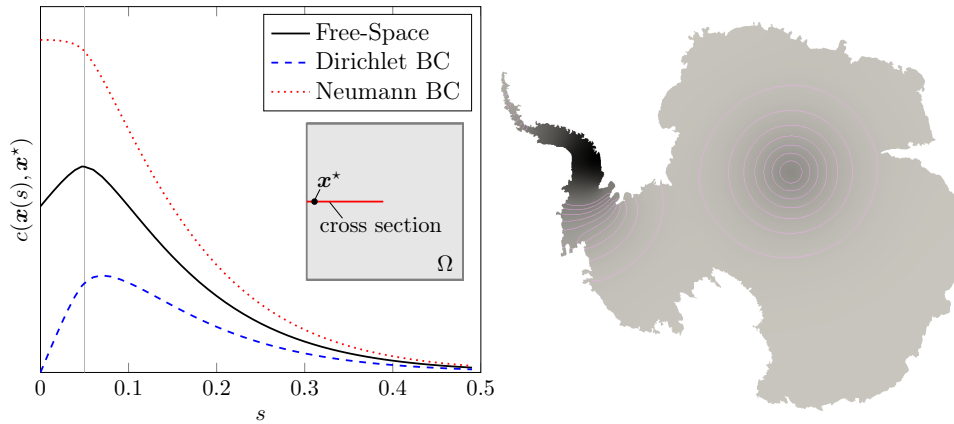 Free-Space
Dirichlet BC
Neumann BC
c(x(s), x⋆)
x⋆
cross section
Ω
0 0.1 0.2 0.3 0.4 0.5
s